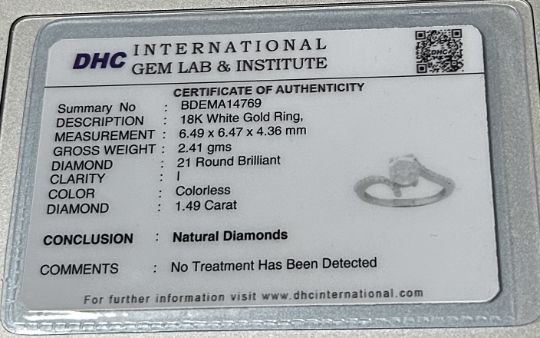 DHC INTERNATIONAL
GEM LAB & INSTITUTE
DHC
CERTIFICATE OF AUTHENTICITY
Summary No : BDEMA14769
DESCRIPTION : 18K White Gold Ring,
MEASUREMENT : 6.49 x 6.47 x 4.36 mm
GROSS WEIGHT : 2.41 gms
DIAMOND : 21 Round Brilliant
CLARITY : I
COLOR : Colorless
DIAMOND : 1.49 Carat
CONCLUSION : Natural Diamonds
COMMENTS : No Treatment Has Been Detected
For further information visit www.dhcinternational.com